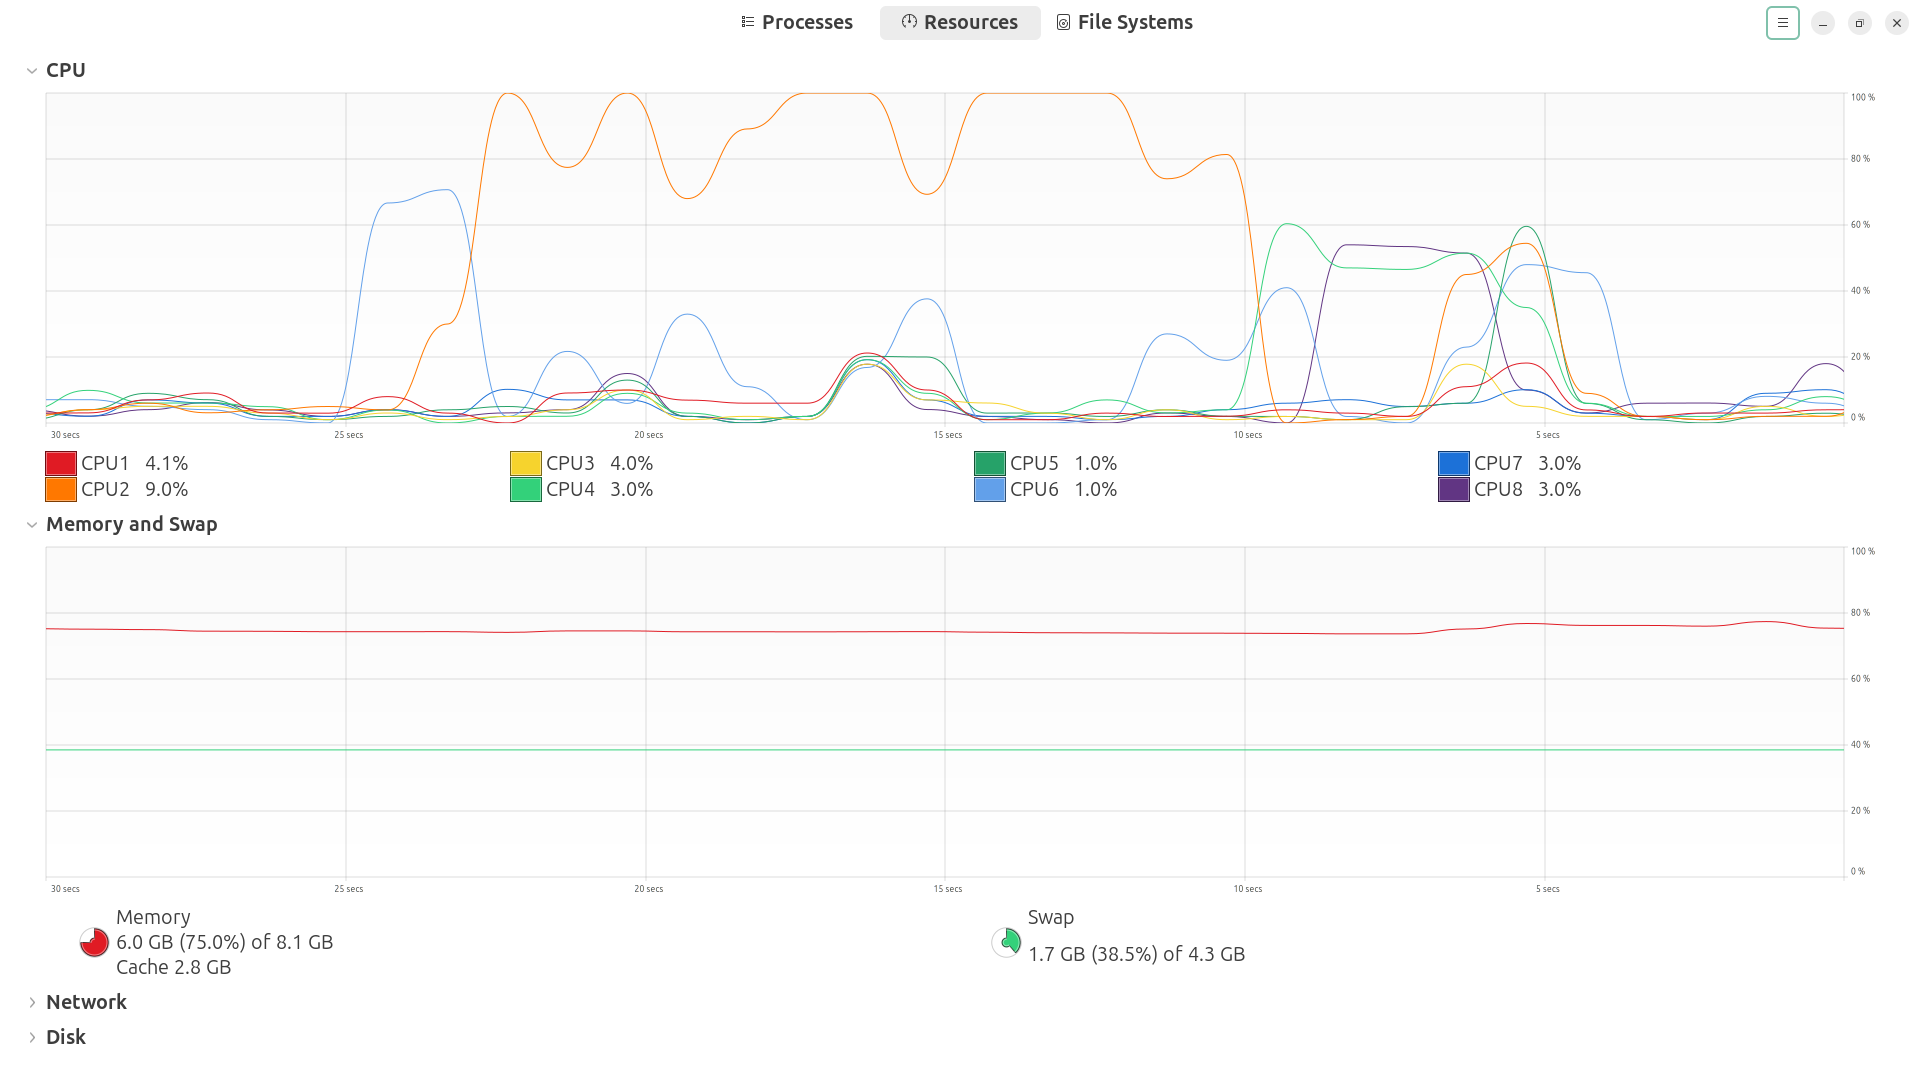 Processes
Resources
File Systems
CPU
100 %
80 %
60 %
40 %
20 %
0 %
30 secs
25 secs
20 secs
15 secs
10 secs
5 secs
CPU1 4.1%
CPU3 4.0%
CPU5 1.0%
CPU7 3.0%
CPU2 9.0%
CPU4 3.0%
CPU6 1.0%
CPU8 3.0%
Memory and Swap
100 %
80 %
60 %
40 %
20 %
0 %
30 secs
25 secs
20 secs
15 secs
10 secs
5 secs
Memory
6.0 GB (75.0%) of 8.1 GB
Cache 2.8 GB
Swap
1.7 GB (38.5%) of 4.3 GB
Network
Disk